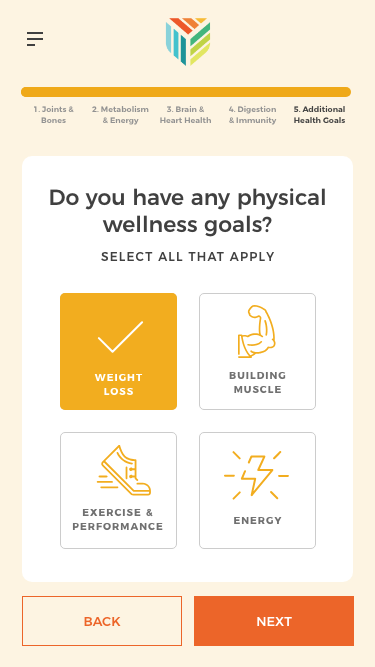 1. Joints &
Bones
2. Metabolism
& Energy
3. Brain &
Heart Health
4. Digestion
& Immunity
5. Additional
Health Goals
Do you have any physical
wellness goals?
SELECT ALL THAT APPLY
WEIGHT
LOSS
BUILDING
MUSCLE
EXERCISE &
PERFORMANCE
ENERGY
BACK
NEXT